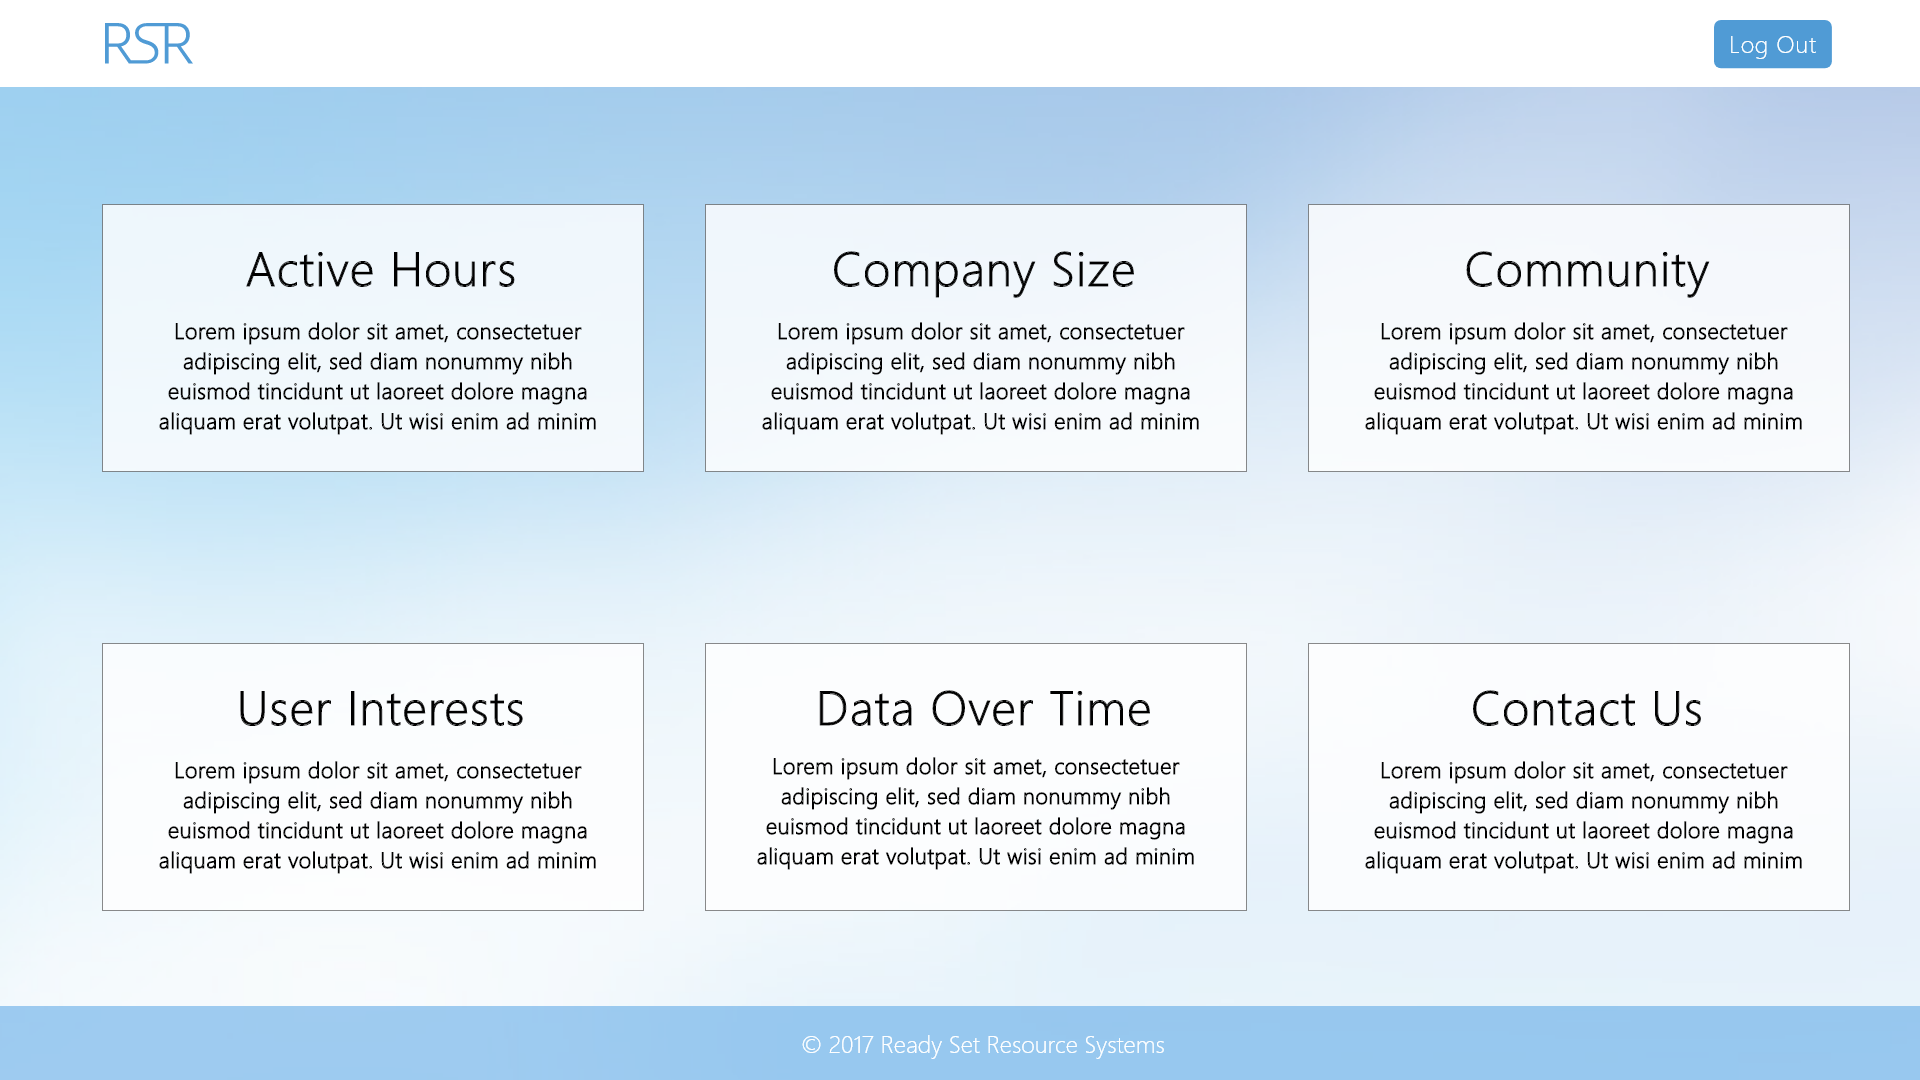 RSR
Log Out
Active Hours
Lorem ipsum dolor sit amet, consectetuer
adipiscing elit, sed diam nonummy nibh
euismod tincidunt ut laoreet dolore magna
aliquam erat volutpat. Ut wisi enim ad minim
Company Size
Lorem ipsum dolor sit amet, consectetuer
adipiscing elit, sed diam nonummy nibh
euismod tincidunt ut laoreet dolore magna
aliquam erat volutpat. Ut wisi enim ad minim
Community
Lorem ipsum dolor sit amet, consectetuer
adipiscing elit, sed diam nonummy nibh
euismod tincidunt ut laoreet dolore magna
aliquam erat volutpat. Ut wisi enim ad minim
User Interests
Lorem ipsum dolor sit amet, consectetuer
adipiscing elit, sed diam nonummy nibh
euismod tincidunt ut laoreet dolore magna
aliquam erat volutpat. Ut wisi enim ad minim
Data Over Time
Lorem ipsum dolor sit amet, consectetuer
adipiscing elit, sed diam nonummy nibh
euismod tincidunt ut laoreet dolore magna
aliquam erat volutpat. Ut wisi enim ad minim
Contact Us
Lorem ipsum dolor sit amet, consectetuer
adipiscing elit, sed diam nonummy nibh
euismod tincidunt ut laoreet dolore magna
aliquam erat volutpat. Ut wisi enim ad minim
© 2017 Ready Set Resource Systems